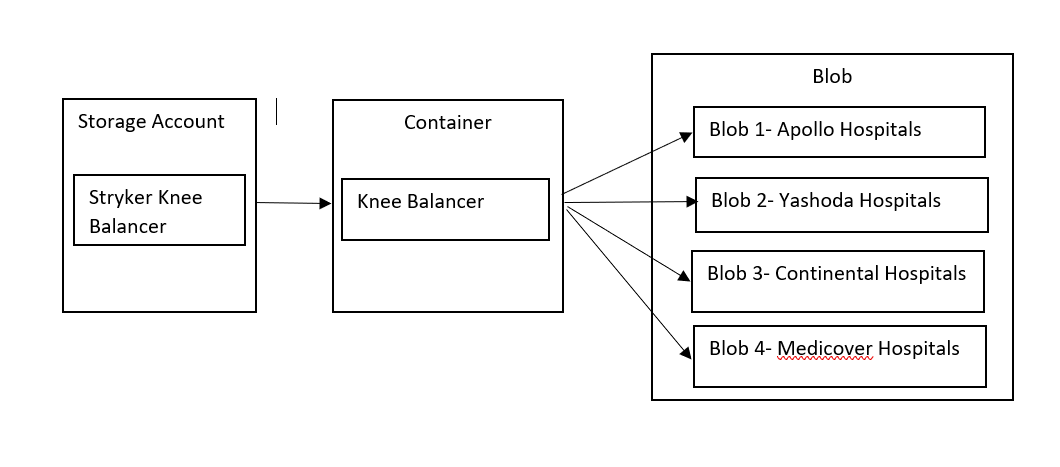 Storage Account
Stryker Knee
Balancer
Container
Knee Balancer
Blob
Blob 1- Apollo Hospitals
Blob 2- Yashoda Hospitals
Blob 3- Continental Hospitals
Blob 4- Medicover Hospitals